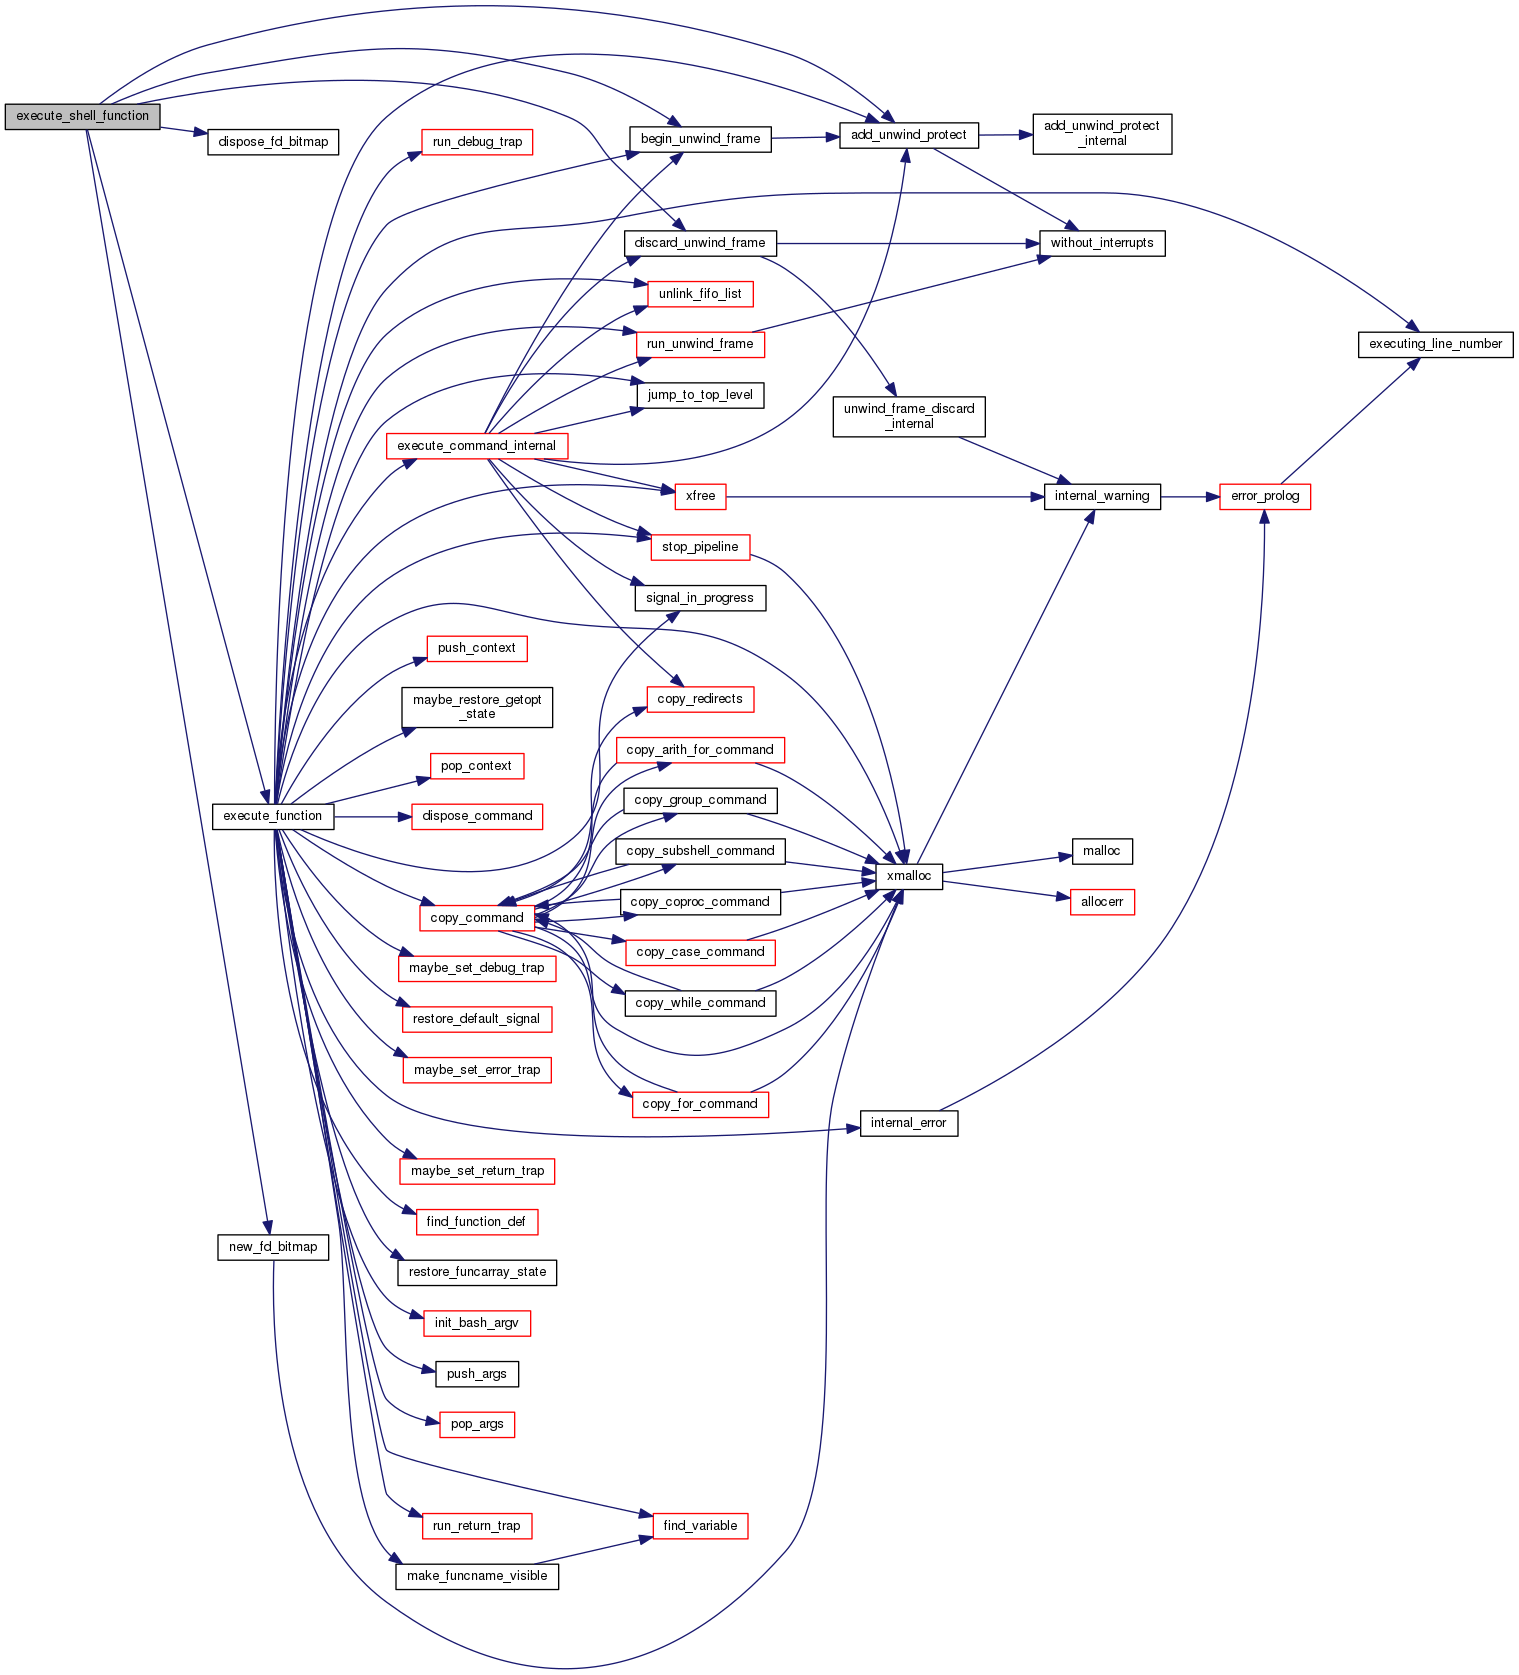 execute_shell_function
dispose_fd_bitmap
run_debug_trap
begin_unwind_frame
add_unwind_protect
add_unwind_protect
_internal
discard_unwind_frame
without_interrupts
unlink_fifo_list
run_unwind_frame
executing_line_number
jump_to_top_level
unwind_frame_discard
_internal
execute_command_internal
xfree
internal_warning
error_prolog
stop_pipeline
signal_in_progress
push_context
copy_redirects
maybe_restore_getopt
_state
copy_arith_for_command
pop_context
copy_group_command
execute_function
dispose_command
copy_subshell_command
malloc
xmalloc
copy_coproc_command
allocerr
copy_command
copy_case_command
maybe_set_debug_trap
copy_while_command
restore_default_signal
maybe_set_error_trap
copy_for_command
internal_error
maybe_set_return_trap
find_function_def
new_fd_bitmap
restore_funcarray_state
init_bash_argv
push_args
pop_args
run_return_trap
find_variable
make_funcname_visible